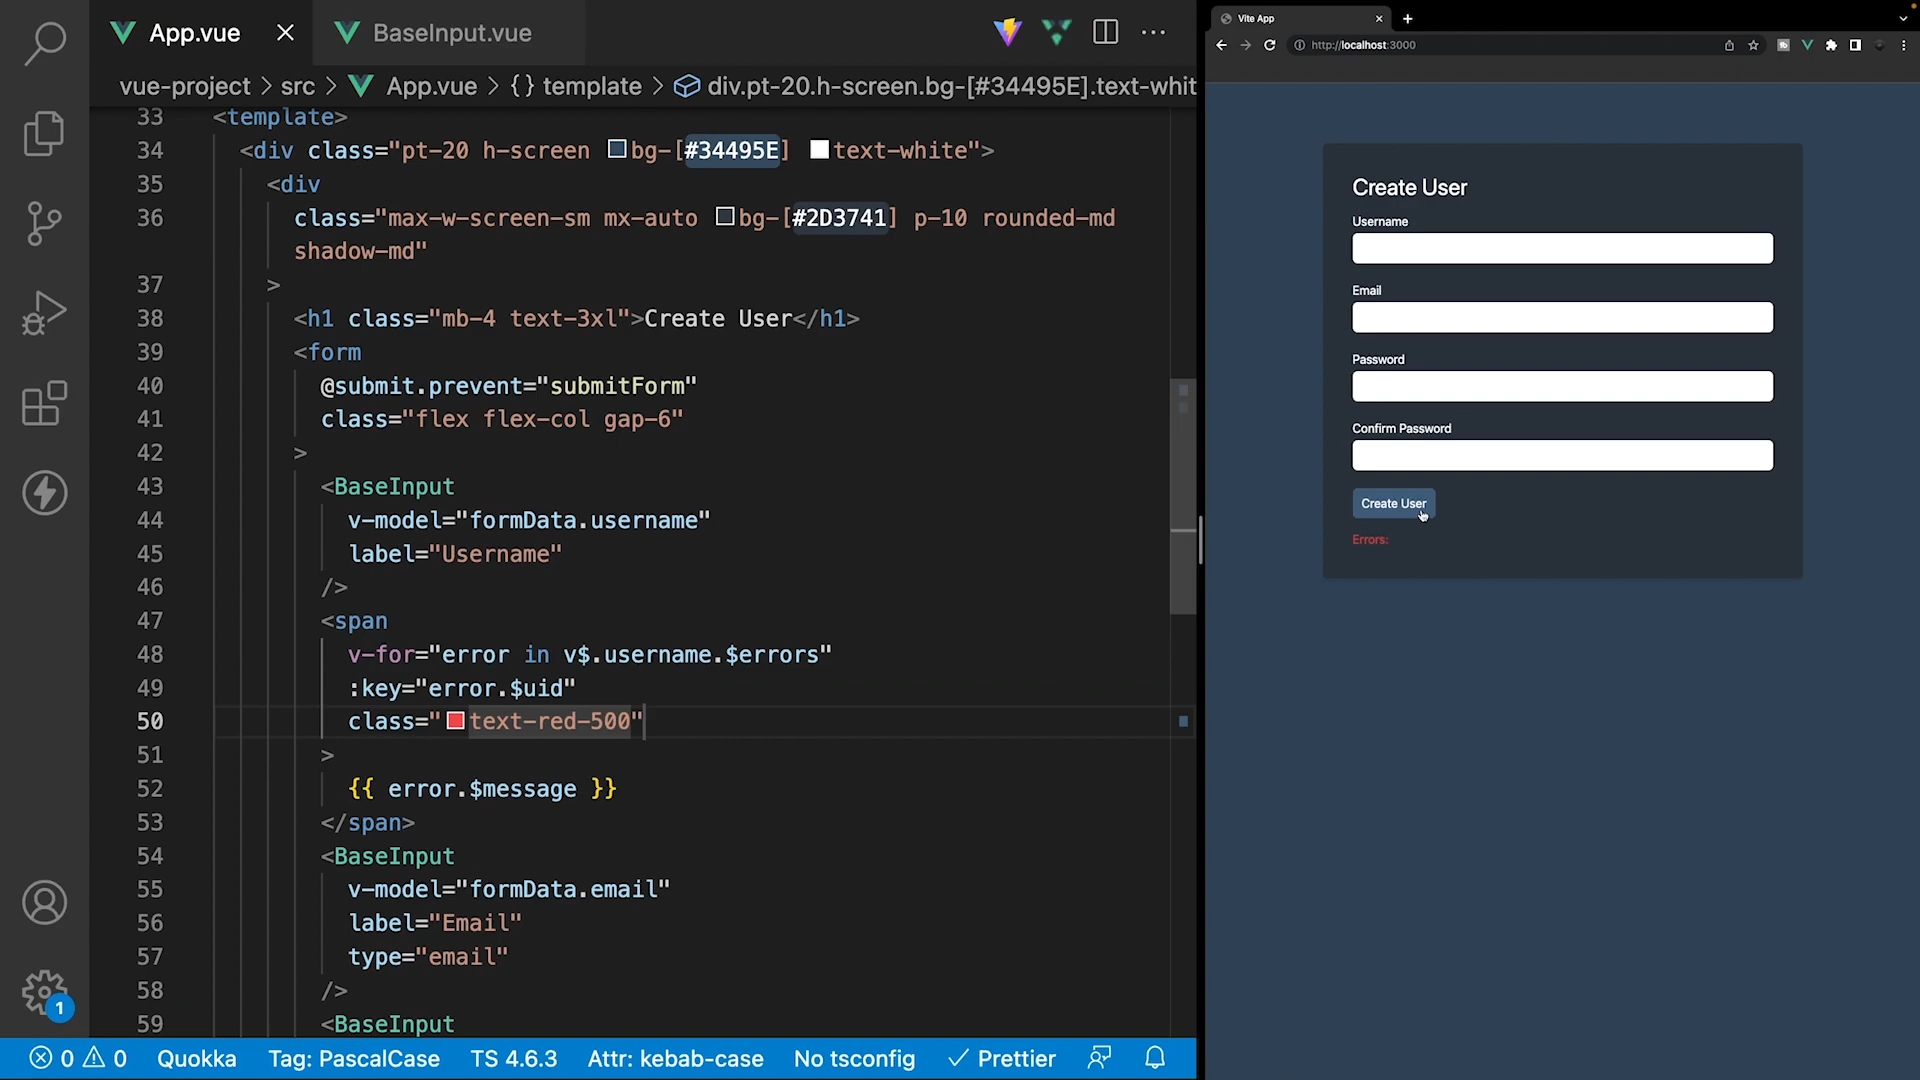 App.vue
BaseInput.vue
vue-project > src > App.vue > {} template > div.pt-20.h-screen.bg-[#34495E].text-whit
33 <template>
34 <div class="pt-20 h-screen bg-[#34495E] text-white">
35 <div
36 class="max-w-screen-sm mx-auto bg-[#2D3741] p-10 rounded-md
shadow-md"
37 >
38 <h1 class="mb-4 text-3xl">Create User</h1>
39 <form
40 @submit.prevent="submitForm"
41 class="flex flex-col gap-6"
42 >
43 <BaseInput
44 v-model="formData.username"
45 label="Username"
46 />
47 <span
48 v-for="error in v$.username.$errors"
49 :key="error.$uid"
50 class="text-red-500"
51 >
52 {{ error.$message }}
53 </span>
54 <BaseInput
55 v-model="formData.email"
56 label="Email"
57 type="email"
58 />
59 <BaseInput
1
0 0 Quokka Tag: PascalCase TS 4.6.3 Attr: kebab-case No tsconfig Prettier
Vite App
http://localhost:3000
Create User
Username
Email
Password
Confirm Password
Create User
Errors: